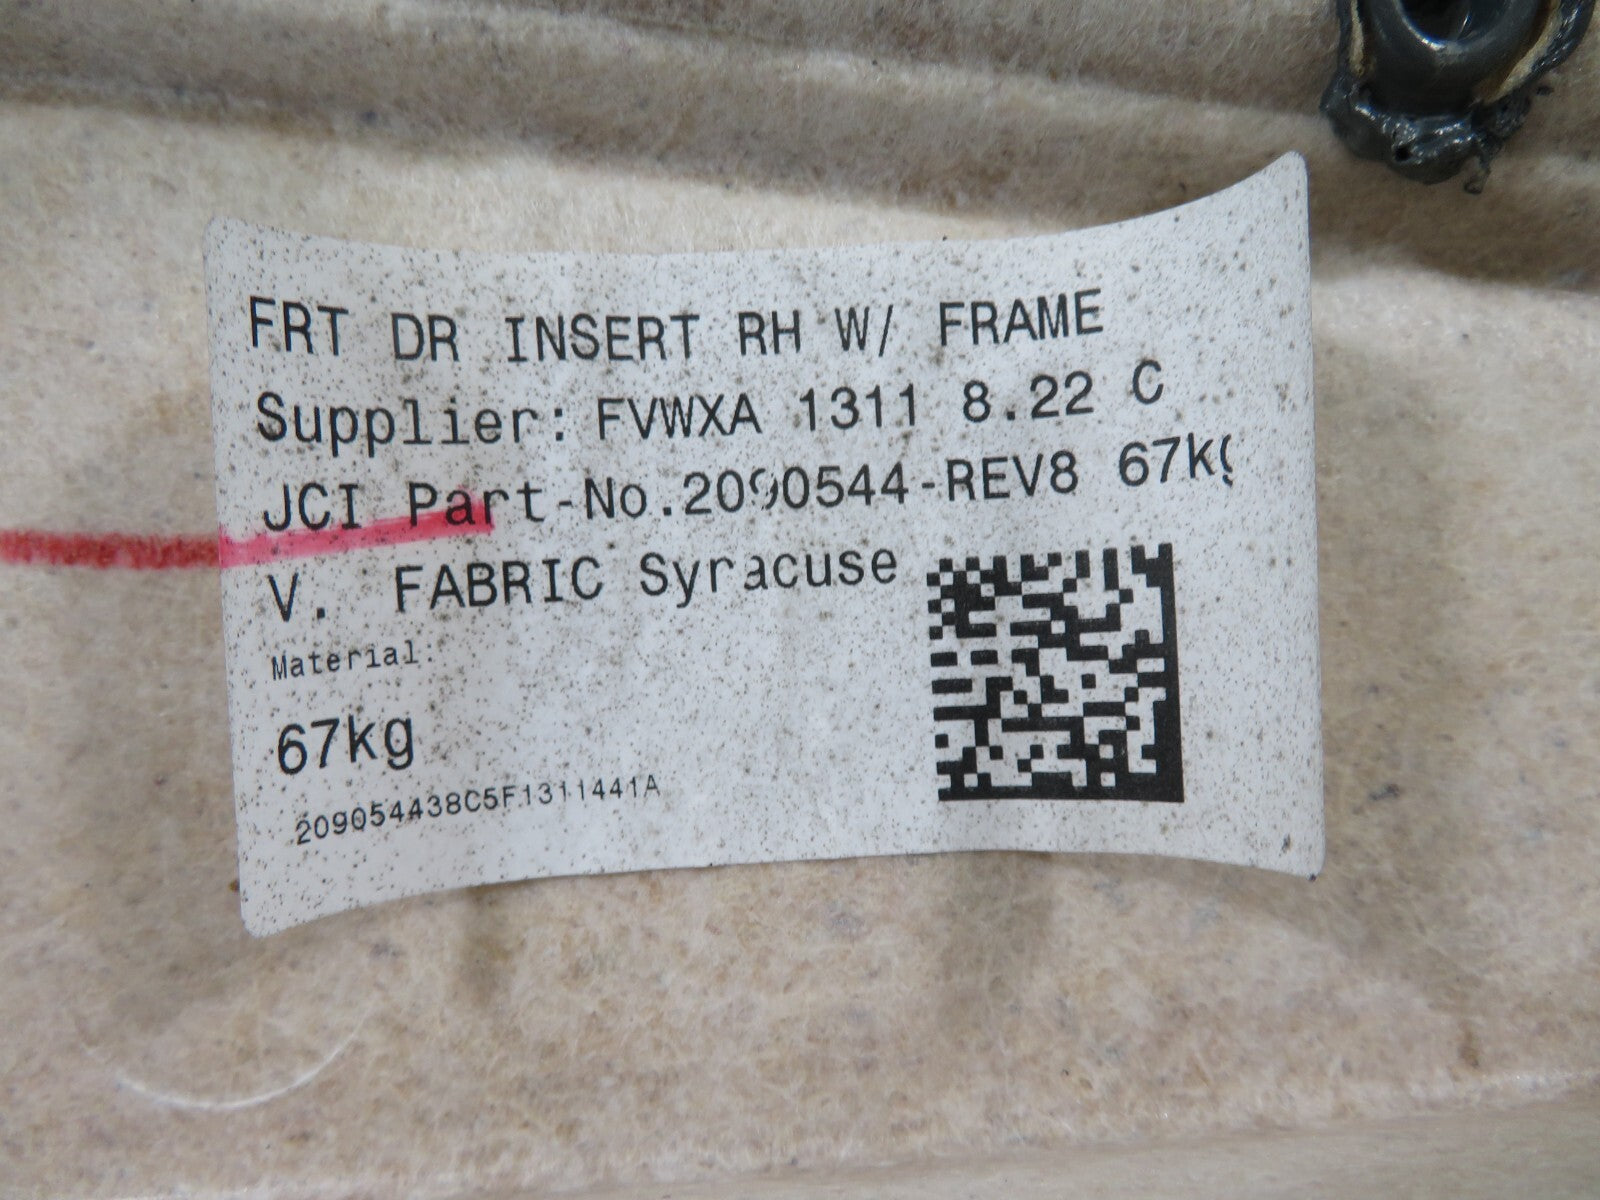 FRT DR INSERT RH W/ FRAME
Supplier: FVWXA 1311 8.22 C
JCI Part-No.2090544-REV8 67kg
V. FABRIC Syracuse
Material:
67kg
209054438C5F1311441A